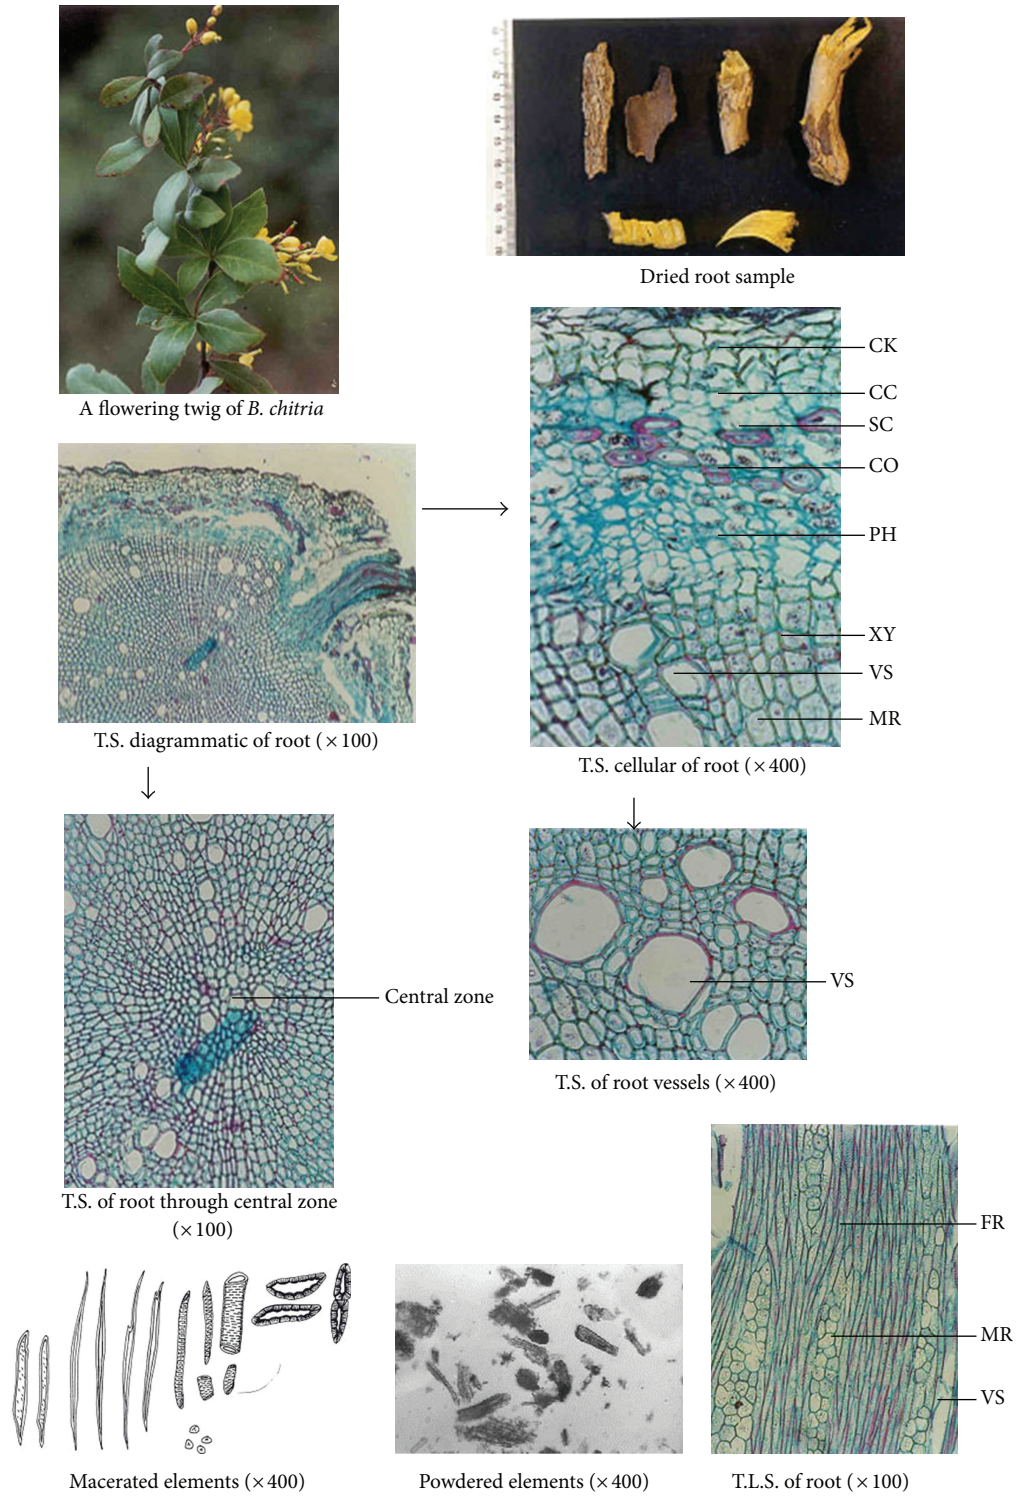 Dried root sample
A flowering twig of B. chitria
CK
CC
SC
CO
PH
XY
VS
MR
T.S. diagrammatic of root (×100)
T.S. cellular of root (×400)
Central zone
VS
T.S. of root vessels (×400)
T.S. of root through central zone
(×100)
FR
MR
VS
Macerated elements (×400)
Powdered elements (×400)
T.L.S. of root (×100)